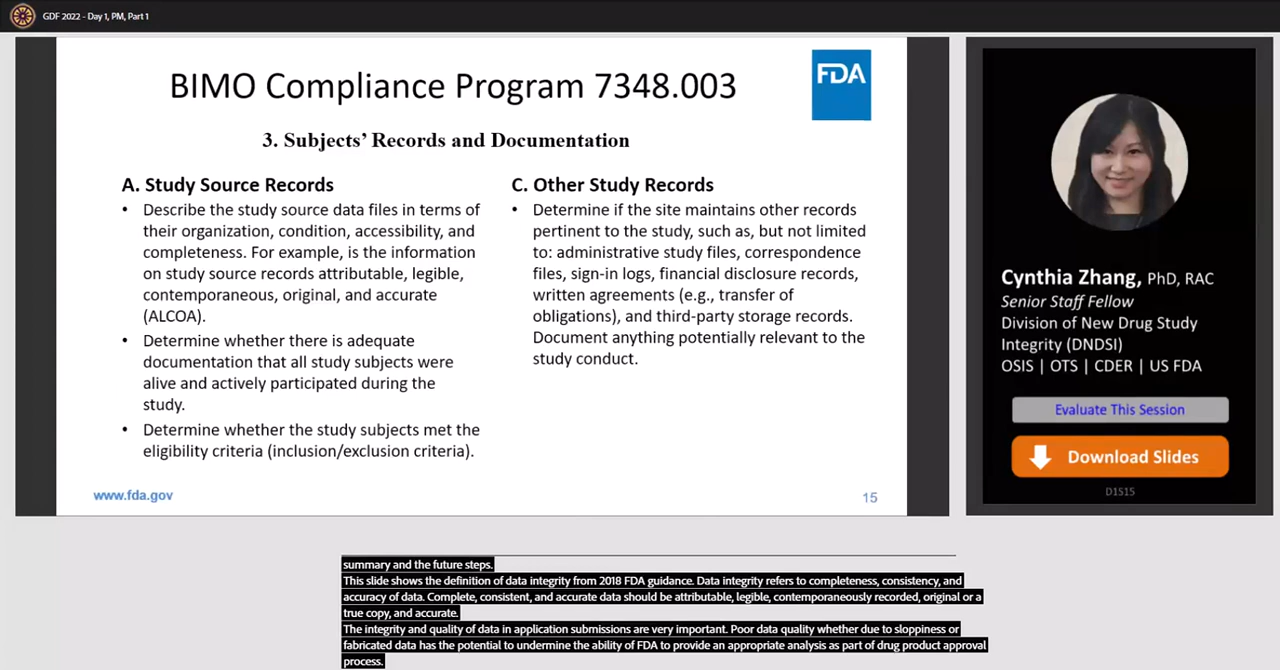 GDF 2022 - Day 1, PM, Part 1
BIMO Compliance Program 7348.003
FDA
3. Subjects' Records and Documentation
A. Study Source Records
• Describe the study source data files in terms of
their organization, condition, accessibility, and
completeness. For example, is the information
on study source records attributable, legible,
contemporaneous, original, and accurate
(ALCOA).
• Determine whether there is adequate
documentation that all study subjects were
alive and actively participated during the
study.
• Determine whether the study subjects met the
eligibility criteria (inclusion/exclusion criteria).
C. Other Study Records
• Determine if the site maintains other records
pertinent to the study, such as, but not limited
to: administrative study files, correspondence
files, sign-in logs, financial disclosure records,
written agreements (e.g., transfer of
obligations), and third-party storage records.
Document anything potentially relevant to the
study conduct.
www.fda.gov
15
Cynthia Zhang, PhD, RAC
Senior Staff Fellow
Division of New Drug Study
Integrity (DNDSI)
OSIS | OTS | CDER | US FDA
Evaluate This Session
Download Slides
D1S15
summary and the future steps.
This slide shows the definition of data integrity from 2018 FDA guidance. Data integrity refers to completeness, consistency, and
accuracy of data. Complete, consistent, and accurate data should be attributable, legible, contemporaneously recorded, original or a
true copy, and accurate.
The integrity and quality of data in application submissions are very important. Poor data quality whether due to sloppiness or
fabricated data has the potential to undermine the ability of FDA to provide an appropriate analysis as part of drug product approval
process.